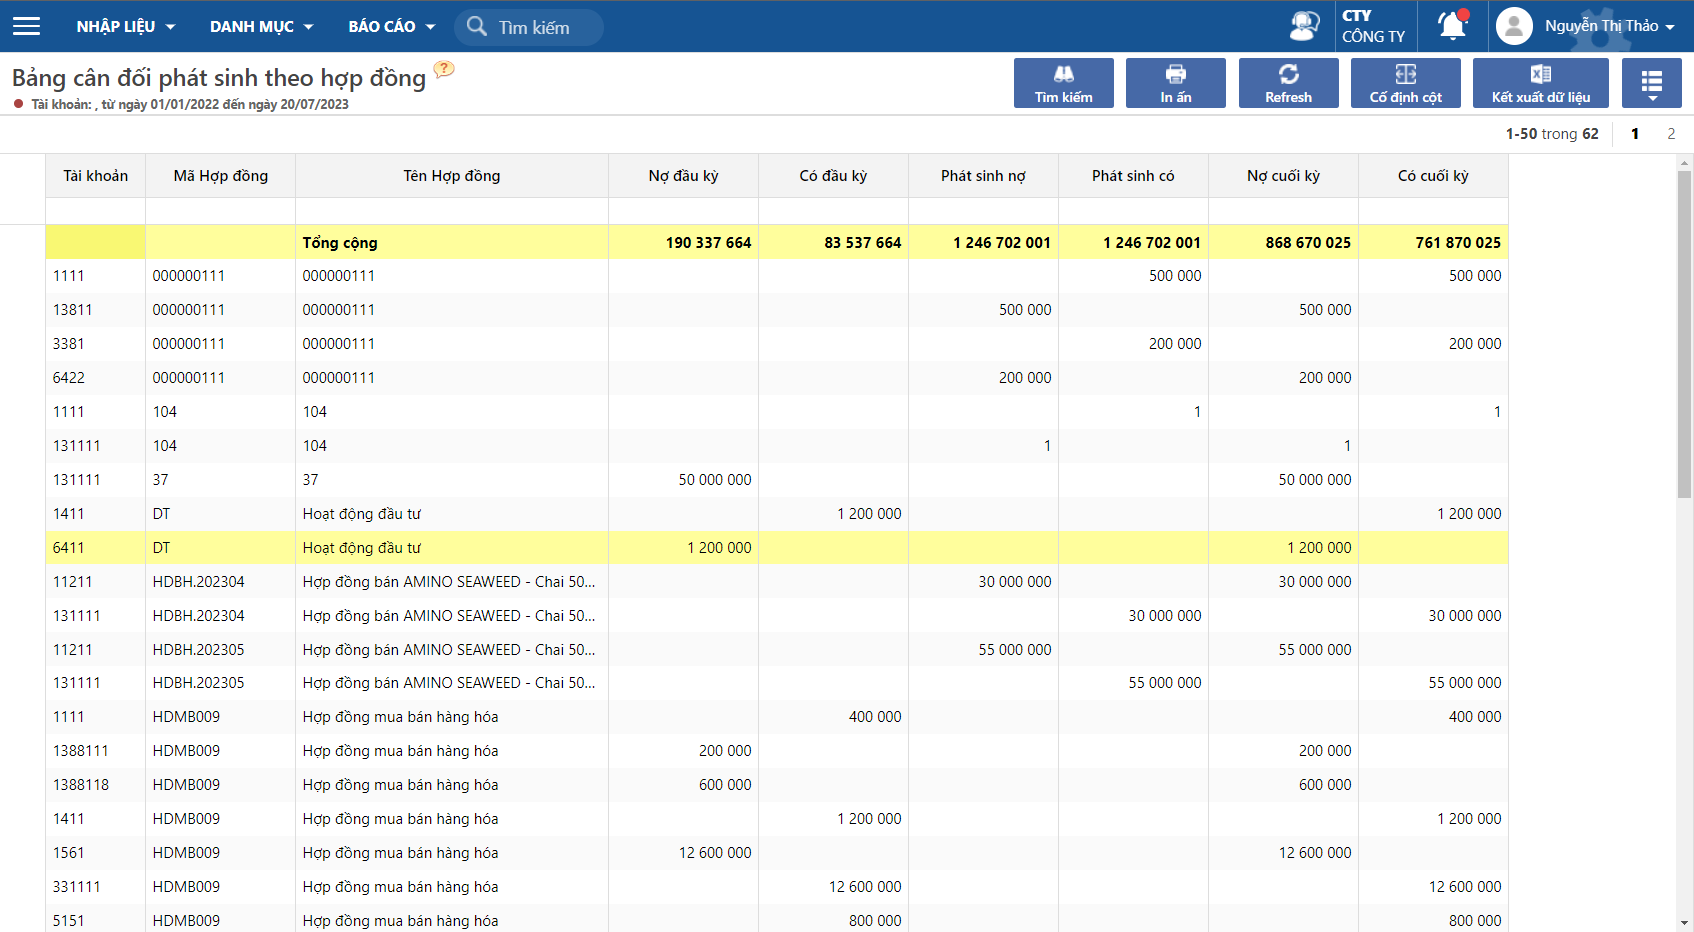 NHẬP LIỆU DANH MỤC BÁO CÁO Tìm kiếm CTY CÔNG TY Nguyễn Thị Thảo
Bảng cân đối phát sinh theo hợp đồng ?
Tài khoản: , từ ngày 01/01/2022 đến ngày 20/07/2023
Tìm kiếm In ấn Refresh Cố định cột Kết xuất dữ liệu
1-50 trong 62 1 2
Tài khoản Mã Hợp đồng Tên Hợp đồng Nợ đầu kỳ Có đầu kỳ Phát sinh nợ Phát sinh có Nợ cuối kỳ Có cuối kỳ
Tổng cộng 190 337 664 83 537 664 1 246 702 001 1 246 702 001 868 670 025 761 870 025
1111 000000111 000000111 500 000 500 000
13811 000000111 000000111 500 000 500 000
3381 000000111 000000111 200 000 200 000
6422 000000111 000000111 200 000 200 000
1111 104 104 1 1
131111 104 104 1 1
131111 37 37 50 000 000 50 000 000
1411 DT Hoạt động đầu tư 1 200 000 1 200 000
6411 DT Hoạt động đầu tư 1 200 000 1 200 000
11211 HDBH.202304 Hợp đồng bán AMINO SEAWEED - Chai 50... 30 000 000 30 000 000
131111 HDBH.202304 Hợp đồng bán AMINO SEAWEED - Chai 50... 30 000 000 30 000 000
11211 HDBH.202305 Hợp đồng bán AMINO SEAWEED - Chai 50... 55 000 000 55 000 000
131111 HDBH.202305 Hợp đồng bán AMINO SEAWEED - Chai 50... 55 000 000 55 000 000
1111 HDMB009 Hợp đồng mua bán hàng hóa 400 000 400 000
1388111 HDMB009 Hợp đồng mua bán hàng hóa 200 000 200 000
1388118 HDMB009 Hợp đồng mua bán hàng hóa 600 000 600 000
1411 HDMB009 Hợp đồng mua bán hàng hóa 1 200 000 1 200 000
1561 HDMB009 Hợp đồng mua bán hàng hóa 12 600 000 12 600 000
331111 HDMB009 Hợp đồng mua bán hàng hóa 12 600 000 12 600 000
5151 HDMB009 Hợp đồng mua bán hàng hóa 800 000 800 000